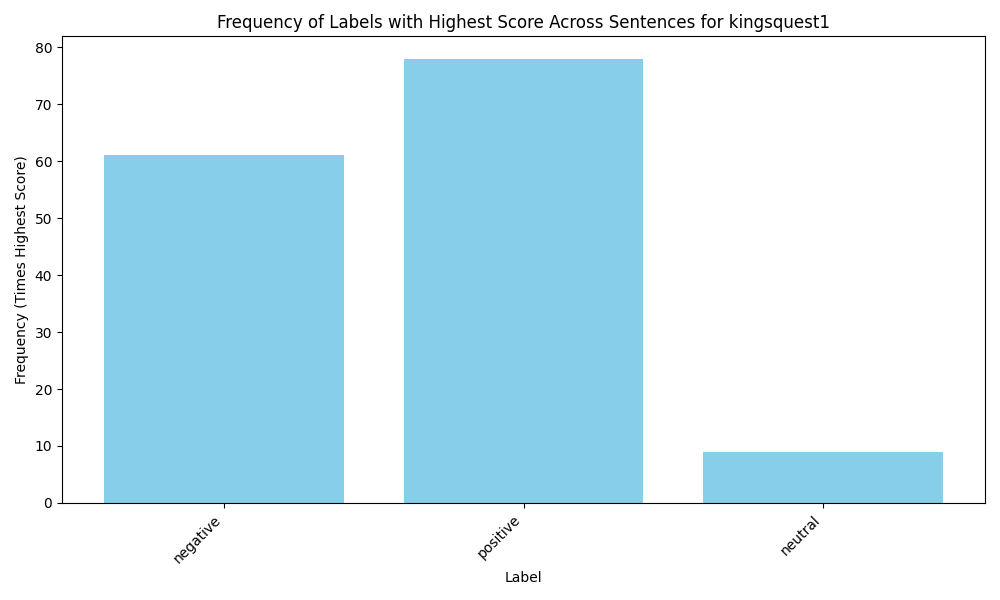 Frequency of Labels with Highest Score Across Sentences for kingsquest1
Frequency (Times Highest Score)
80
70
60
50
40
30
20
10
0
negative
positive
neutral
Label